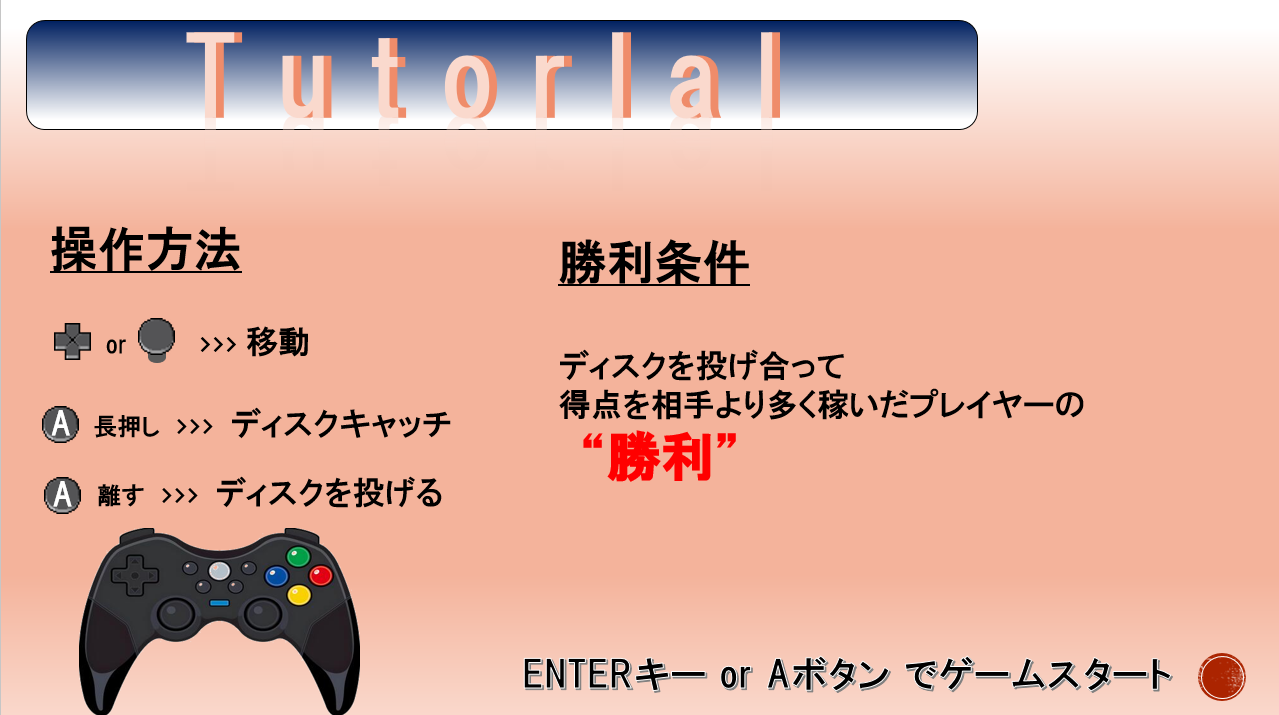 Tutorlal
操作方法
or >>> 移動
A 長押し >>> ディスクキャッチ
A 離す >>> ディスクを投げる
勝利条件
ディスクを投げ合って
得点を相手より多く稼いだプレイヤーの
“勝利”
ENTERキー or Aボタン でゲームスタート